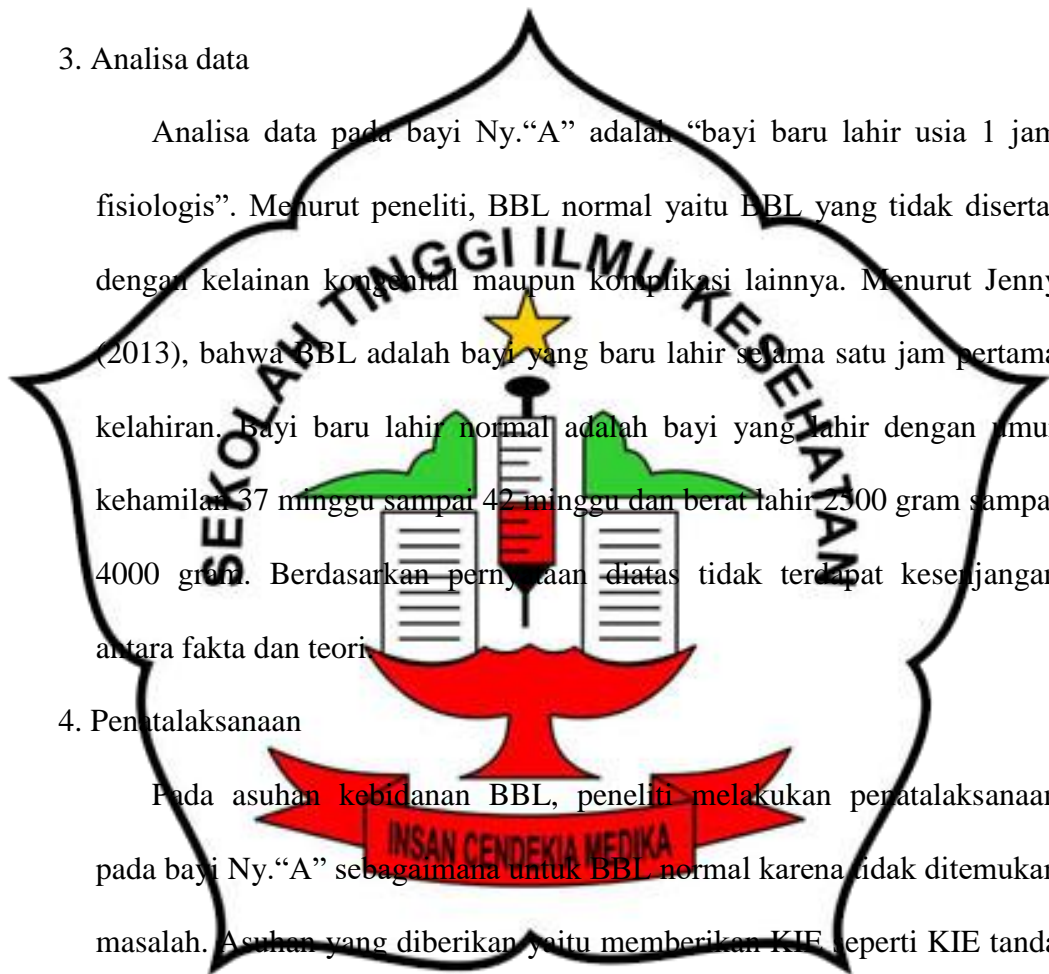 3. Analisa data
Analisa data pada bayi Ny.“A” adalah “bayi baru lahir usia 1 jam
fisiologis”. Menurut peneliti, BBL normal yaitu BBL yang tidak diserta
dengan kelainan kongenital maupun komplikasi lainnya. Menurut Jenny
(2013), bahwa BBL adalah bayi yang baru lahir selama satu jam pertama
kelahiran. Bayi baru lahir normal adalah bayi yang lahir dengan umu
kehamilan 37 minggu sampai 42 minggu dan berat lahir 2500 gram sampa
4000 gram. Berdasarkan pernyataan diatas tidak terdapat kesenjangan
antara fakta dan teori
4. Penatalaksanaan
Pada asuhan kebidanan BBL, peneliti melakukan penatalaksanaan
pada bayi Ny.“A” sebagaimana untuk BBL normal karena tidak ditemukan
masalah. Asuhan yang diberikan yaitu memberikan KIE seperti KIE tanda
SEKOLAH TINGGI ILMU KESEHATAN
INSAN CENDEKIA MEDIKA